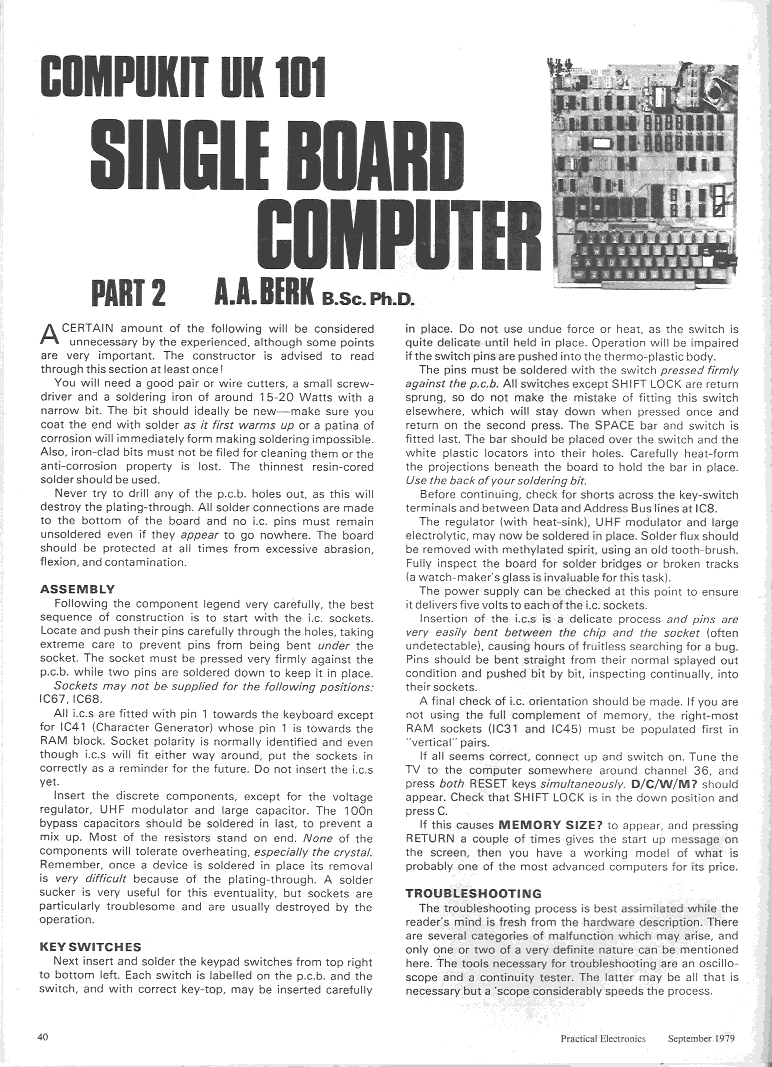 COMPUKIT UK 101
SINGLE BOARD
COMPUTER
PART 2 A.A. BERK B.Sc. Ph.D.
A CERTAIN amount of the following will be considered
unnecessary by the experienced, although some points
are very important. The constructor is advised to read
through this section at least once!
You will need a good pair or wire cutters, a small screw-
driver and a soldering iron of around 15-20 Watts with a
narrow bit. The bit should ideally be new—make sure you
coat the end with solder as it first warms up or a patina of
corrosion will immediately form making soldering impossible.
Also, iron-clad bits must not be filed for cleaning them or the
anti-corrosion property is lost. The thinnest resin-cored
solder should be used.
Never try to drill any of the p.c.b. holes out, as this will
destroy the plating-through. All solder connections are made
to the bottom of the board and no i.c. pins must remain
unsoldered even if they appear to go nowhere. The board
should be protected at all times from excessive abrasion,
flexion, and contamination.
ASSEMBLY
Following the component legend very carefully, the best
sequence of construction is to start with the i.c. sockets.
Locate and push their pins carefully through the holes, taking
extreme care to prevent pins from being bent under the
socket. The socket must be pressed very firmly against the
p.c.b. while two pins are soldered down to keep it in place.
Sockets may not be supplied for the following positions:
IC67, IC68.
All i.c.s are fitted with pin 1 towards the keyboard except
for IC41 (Character Generator) whose pin 1 is towards the
RAM block. Socket polarity is normally identified and even
though i.c.s will fit either way around, put the sockets in
correctly as a reminder for the future. Do not insert the i.c.s
yet.
Insert the discrete components, except for the voltage
regulator, UHF modulator and large capacitor. The 100n
bypass capacitors should be soldered in last, to prevent a
mix up. Most of the resistors stand on end. None of the
components will tolerate overheating, especially the crystal.
Remember, once a device is soldered in place its removal
is very difficult because of the plating-through. A solder
sucker is very useful for this eventuality, but sockets are
particularly troublesome and are usually destroyed by the
operation.
KEY SWITCHES
Next insert and solder the keypad switches from top right
to bottom left. Each switch is labelled on the p.c.b. and the
switch, and with correct key-top, may be inserted carefully
in place. Do not use undue force or heat, as the switch is
quite delicate until held in place. Operation will be impaired
if the switch pins are pushed into the thermo-plastic body.
The pins must be soldered with the switch pressed firmly
against the p.c.b. All switches except SHIFT LOCK are return
sprung, so do not make the mistake of fitting this switch
elsewhere, which will stay down when pressed once and
return on the second press. The SPACE bar and switch is
fitted last. The bar should be placed over the switch and the
white plastic locators into their holes. Carefully heat-form
the projections beneath the board to hold the bar in place.
Use the back of your soldering bit.
Before continuing, check for shorts across the key-switch
terminals and between Data and Address Bus lines at IC8.
The regulator (with heat-sink), UHF modulator and large
electrolytic, may now be soldered in place. Solder flux should
be removed with methylated spirit, using an old tooth-brush.
Fully inspect the board for solder bridges or broken tracks
(a watch-maker's glass is invaluable for this task).
The power supply can be checked at this point to ensure
it delivers five volts to each of the i.c. sockets.
Insertion of the i.c.s is a delicate process and pins are
very easily bent between the chip and the socket (often
undetectable), causing hours of fruitless searching for a bug.
Pins should be bent straight from their normal splayed out
condition and pushed bit by bit, inspecting continually, into
their sockets.
A final check of i.c. orientation should be made. If you are
not using the full complement of memory, the right-most
RAM sockets (IC31 and IC45) must be populated first in
"vertical" pairs.
If all seems correct, connect up and switch on. Tune the
TV to the computer somewhere around channel 36, and
press both RESET keys simultaneously. D/C/W/M? should
appear. Check that SHIFT LOCK is in the down position and
press C.
If this causes MEMORY SIZE? to appear, and pressing
RETURN a couple of times gives the start up message on
the screen, then you have a working model of what is
probably one of the most advanced computers for its price.
TROUBLESHOOTING
The troubleshooting process is best assimilated while the
reader's mind is fresh from the hardware description. There
are several categories of malfunction which may arise, and
only one or two of a very definite nature can be mentioned
here. The tools necessary for troubleshooting are an oscillo-
scope and a continuity tester. The latter may be all that is
necessary but a 'scope considerably speeds the process.
40
Practical Electronics September 1979